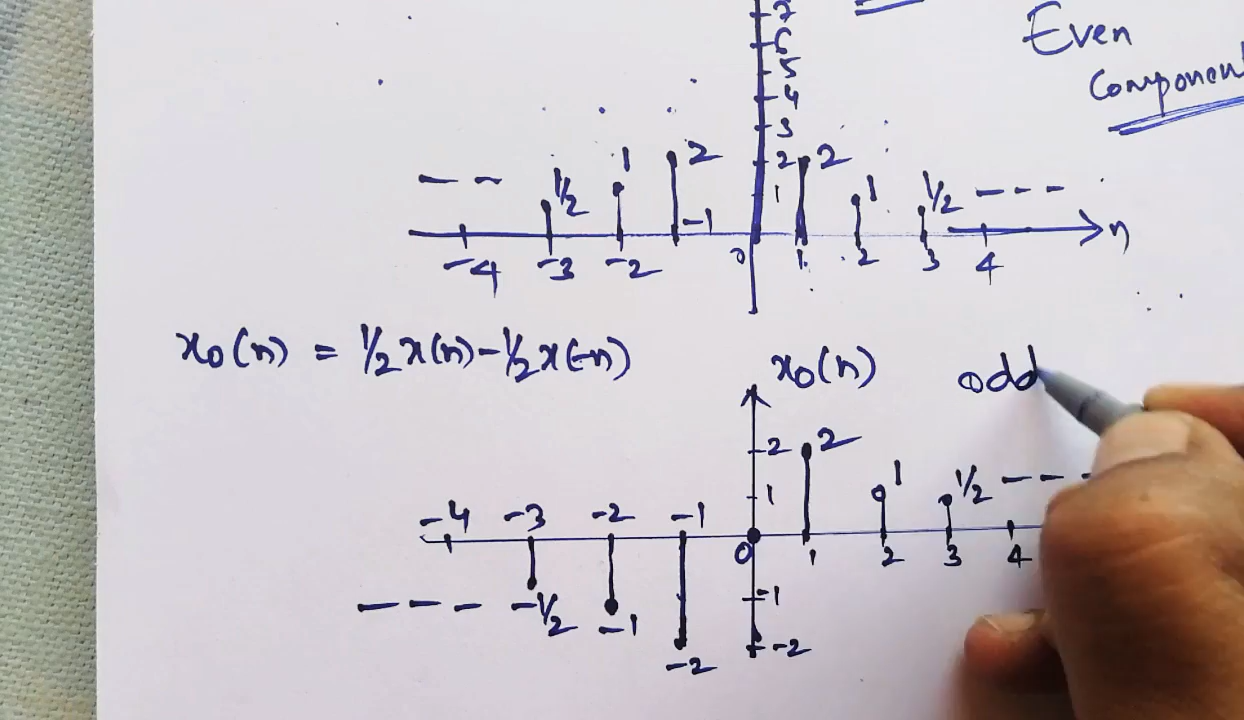 7
6
Even
5
4
Component
3
1/2 1 2 2 2 1 1/2
-1 1
n
-4 -3 -2 0 1 2 3 4
x₀(n) = 1/2 x(n) - 1/2 x(-n)
x₀(n) odd
2 2
1 1 1/2
-4 -3 -2 -1
0 1 2 3 4
-1/2 -1 -1
-2 -2